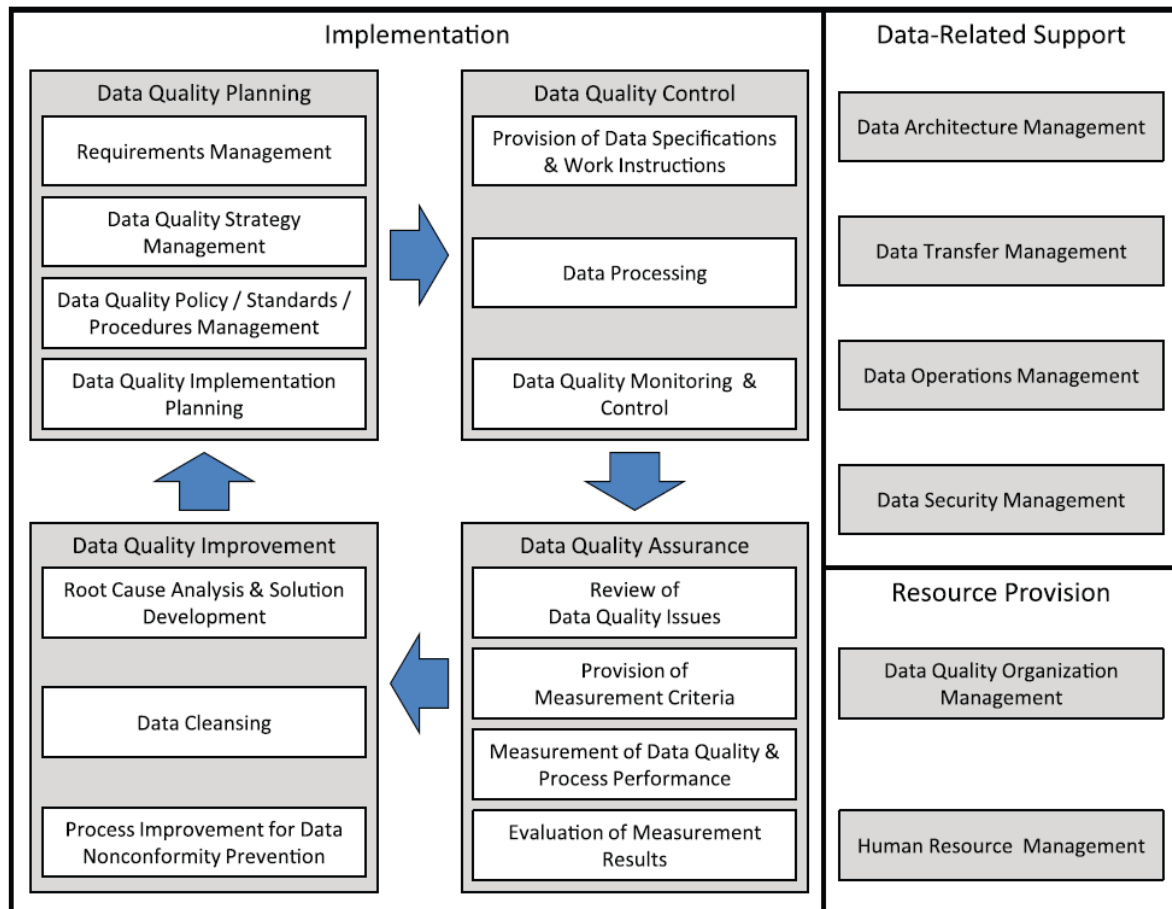 Implementation
Data Quality Planning
Requirements Management
Data Quality Strategy
Management
Data Quality Policy / Standards /
Procedures Management
Data Quality Implementation
Planning
Data Quality Control
Provision of Data Specifications
& Work Instructions
Data Processing
Data Quality Monitoring &
Control
Data Quality Improvement
Root Cause Analysis & Solution
Development
Data Cleansing
Process Improvement for Data
Nonconformity Prevention
Data Quality Assurance
Review of
Data Quality Issues
Provision of
Measurement Criteria
Measurement of Data Quality &
Process Performance
Evaluation of Measurement
Results
Data-Related Support
Data Architecture Management
Data Transfer Management
Data Operations Management
Data Security Management
Resource Provision
Data Quality Organization
Management
Human Resource Management